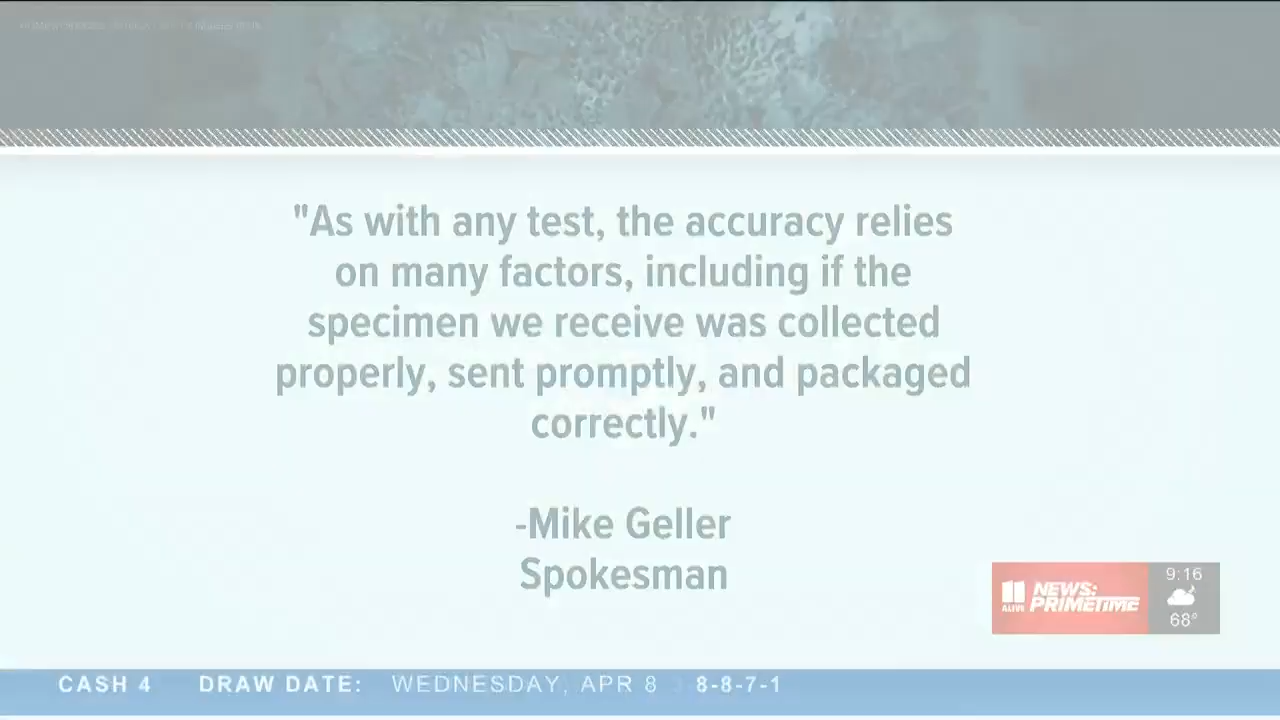 "As with any test, the accuracy relies
on many factors, including if the
specimen we receive was collected
properly, sent promptly, and packaged
correctly."
-Mike Geller
Spokesman
11 ALIVE NEWS: PRIMETIME
9:16
68°
CASH 4 DRAW DATE: WEDNESDAY, APR 8 8-8-7-1